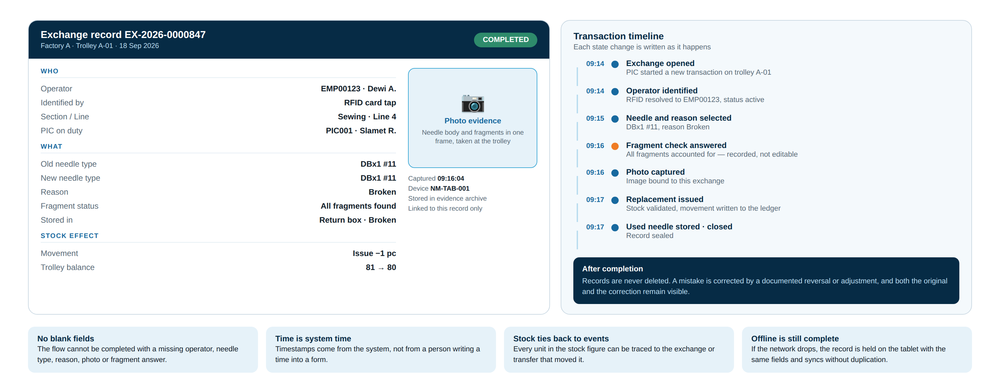 Exchange record EX-2026-0000847
Factory A · Trolley A-01 · 18 Sep 2026
COMPLETED
WHO
Operator EMP00123 · Dewi A.
Identified by RFID card tap
Section / Line Sewing · Line 4
PIC on duty PIC001 · Slamet R.
WHAT
Old needle type DBx1 #11
New needle type DBx1 #11
Reason Broken
Fragment status All fragments found
Stored in Return box · Broken
STOCK EFFECT
Movement Issue −1 pc
Trolley balance 81 → 80
Photo evidence
Needle body and fragments in one
frame, taken at the trolley
Captured 09:16:04
Device NM-TAB-001
Stored in evidence archive
Linked to this record only
Transaction timeline
Each state change is written as it happens
09:14 Exchange opened
PIC started a new transaction on trolley A-01
09:14 Operator identified
RFID resolved to EMP00123, status active
09:15 Needle and reason selected
DBx1 #11, reason Broken
09:16 Fragment check answered
All fragments accounted for — recorded, not editable
09:16 Photo captured
Image bound to this exchange
09:17 Replacement issued
Stock validated, movement written to the ledger
09:17 Used needle stored · closed
Record sealed
After completion
Records are never deleted. A mistake is corrected by a documented reversal or adjustment, and both the original
and the correction remain visible.
No blank fields
The flow cannot be completed with a missing operator, needle
type, reason, photo or fragment answer.
Time is system time
Timestamps come from the system, not from a person writing a
time into a form.
Stock ties back to events
Every unit in the stock figure can be traced to the exchange or
transfer that moved it.
Offline is still complete
If the network drops, the record is held on the tablet with the
same fields and syncs without duplication.